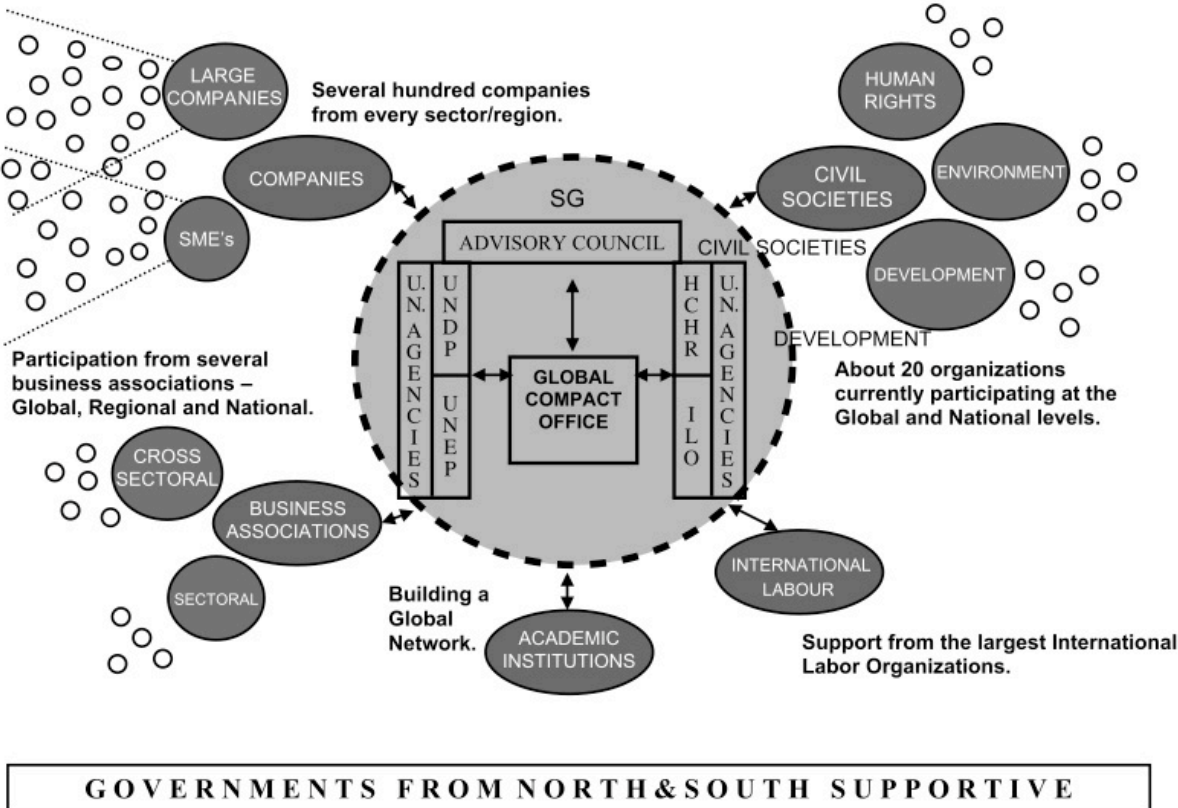 LARGE
COMPANIES
Several hundred companies
from every sector/region.
COMPANIES
SME's
Participation from several
business associations –
Global, Regional and National.
CROSS
SECTORAL
BUSINESS
ASSOCIATIONS
SECTORAL
SG
ADVISORY COUNCIL
U.N. AGENCIES
UNDP
UNEP
GLOBAL
COMPACT
OFFICE
HCHR
ILO
U.N. AGENCIES
CIVIL SOCIETIES
DEVELOPMENT
HUMAN
RIGHTS
CIVIL
SOCIETIES
ENVIRONMENT
DEVELOPMENT
About 20 organizations
currently participating at the
Global and National levels.
INTERNATIONAL
LABOUR
Support from the largest International
Labor Organizations.
Building a
Global
Network.
ACADEMIC
INSTITUTIONS
GOVERNMENTS FROM NORTH&SOUTH SUPPORTIVE